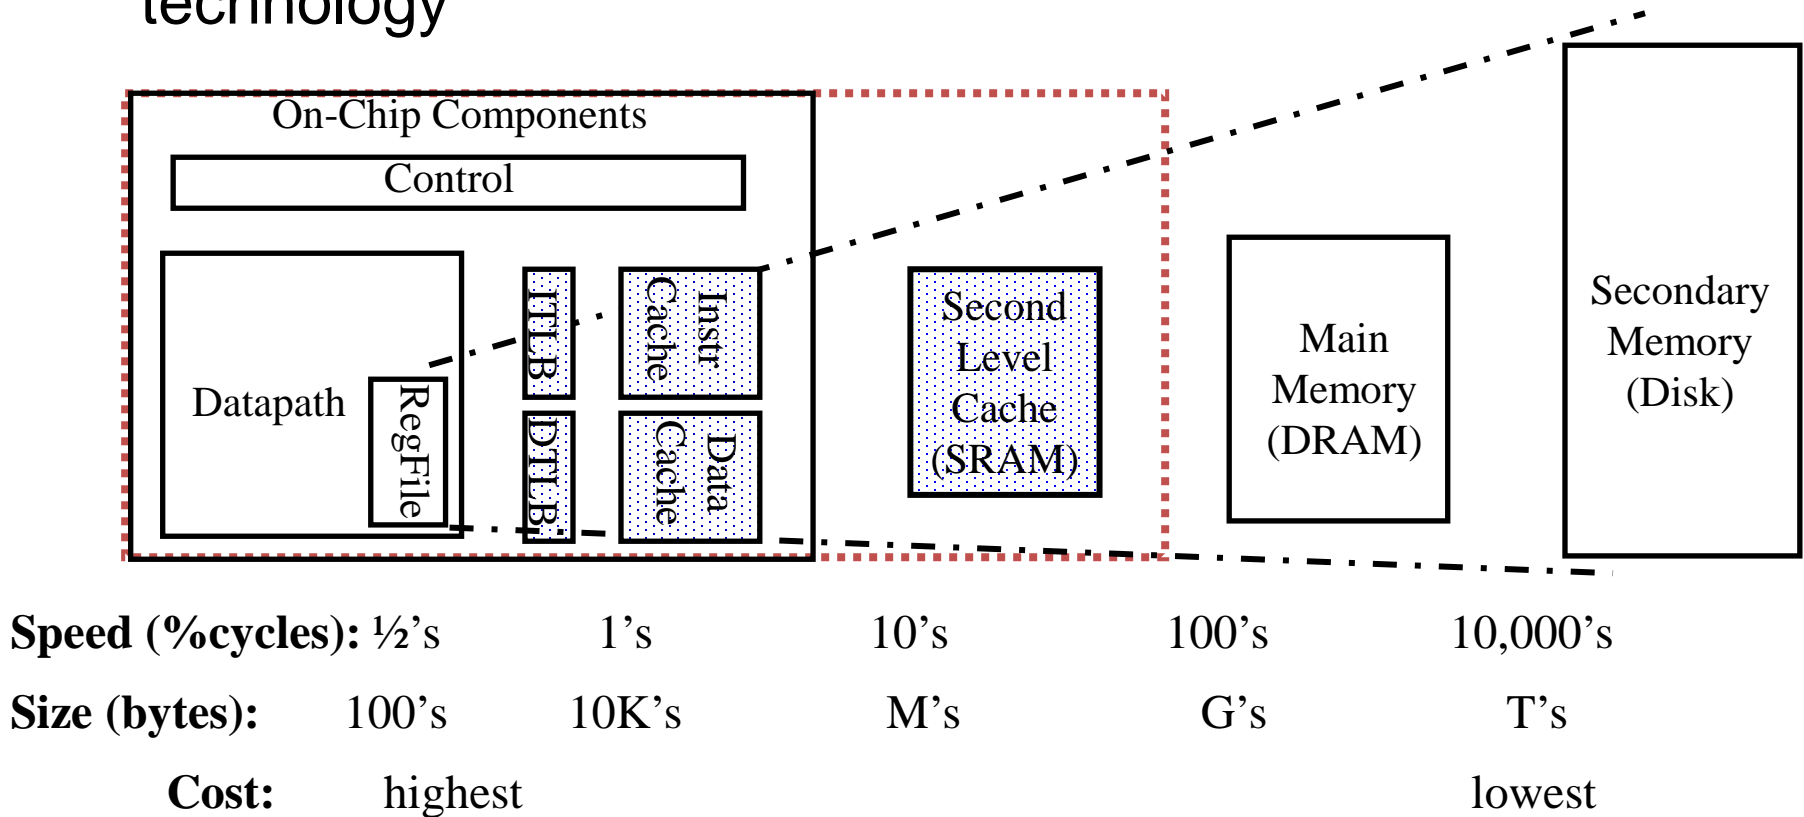 technology
On-Chip Components
Control
Datapath
RegFile
ITLB
DTLB
Instr
Cache
Data
Cache
Second
Level
Cache
(SRAM)
Main
Memory
(DRAM)
Secondary
Memory
(Disk)
Speed (%cycles): ½’s 1’s 10’s 100’s 10,000’s
Size (bytes): 100’s 10K’s M’s G’s T’s
Cost: highest lowest